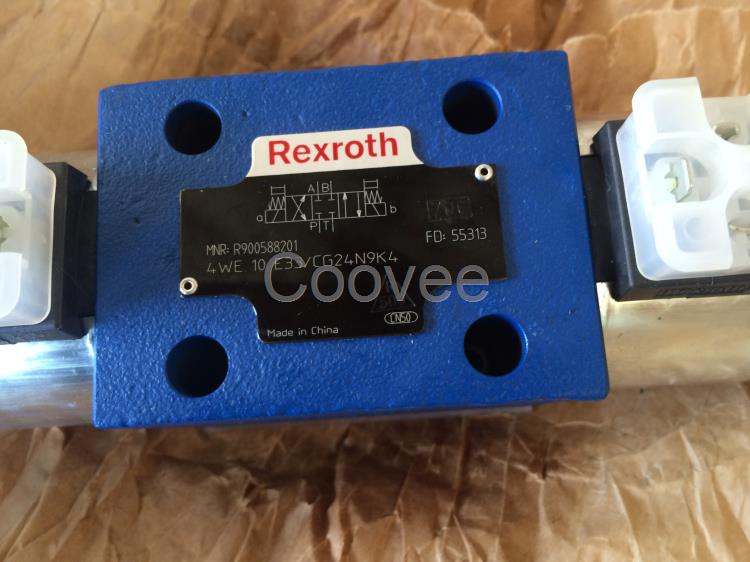 Rexroth
A B
a b
P T
MNR: R900588201
FD: 55313
4WE 10 E33/CG24N9K4
Coovee
Made in China
CN50